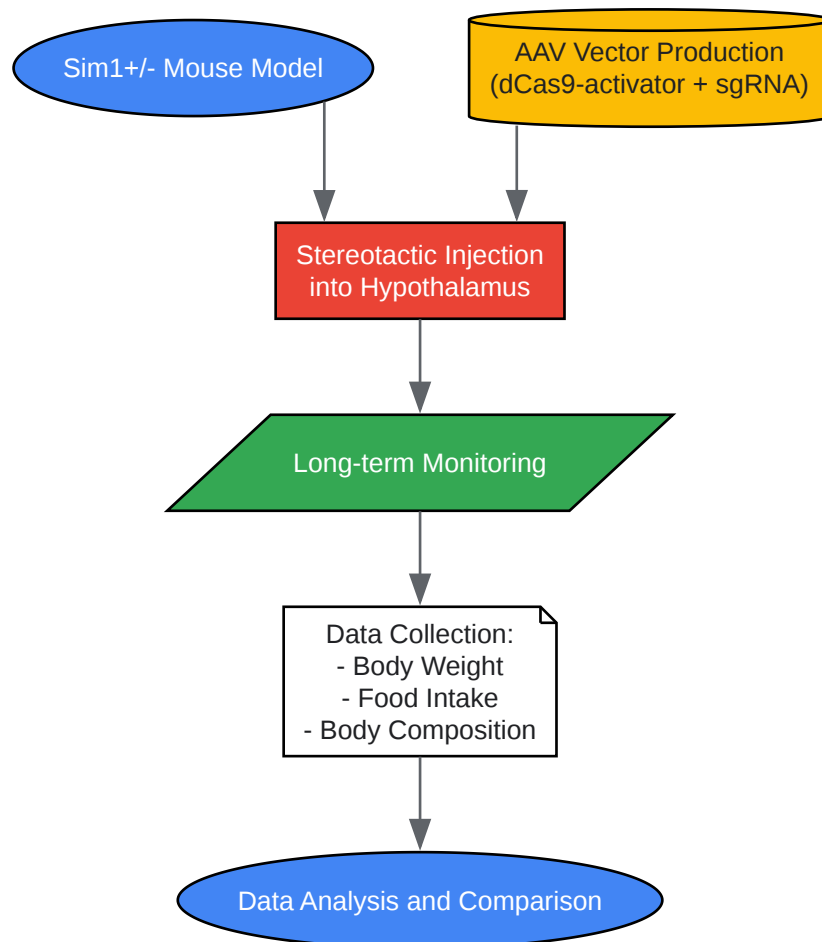 Sim1+/- Mouse Model
AAV Vector Production
(dCas9-activator + sgRNA)
Stereotactic Injection
into Hypothalamus
Long-term Monitoring
Data Collection:
- Body Weight
- Food Intake
- Body Composition
Data Analysis and Comparison